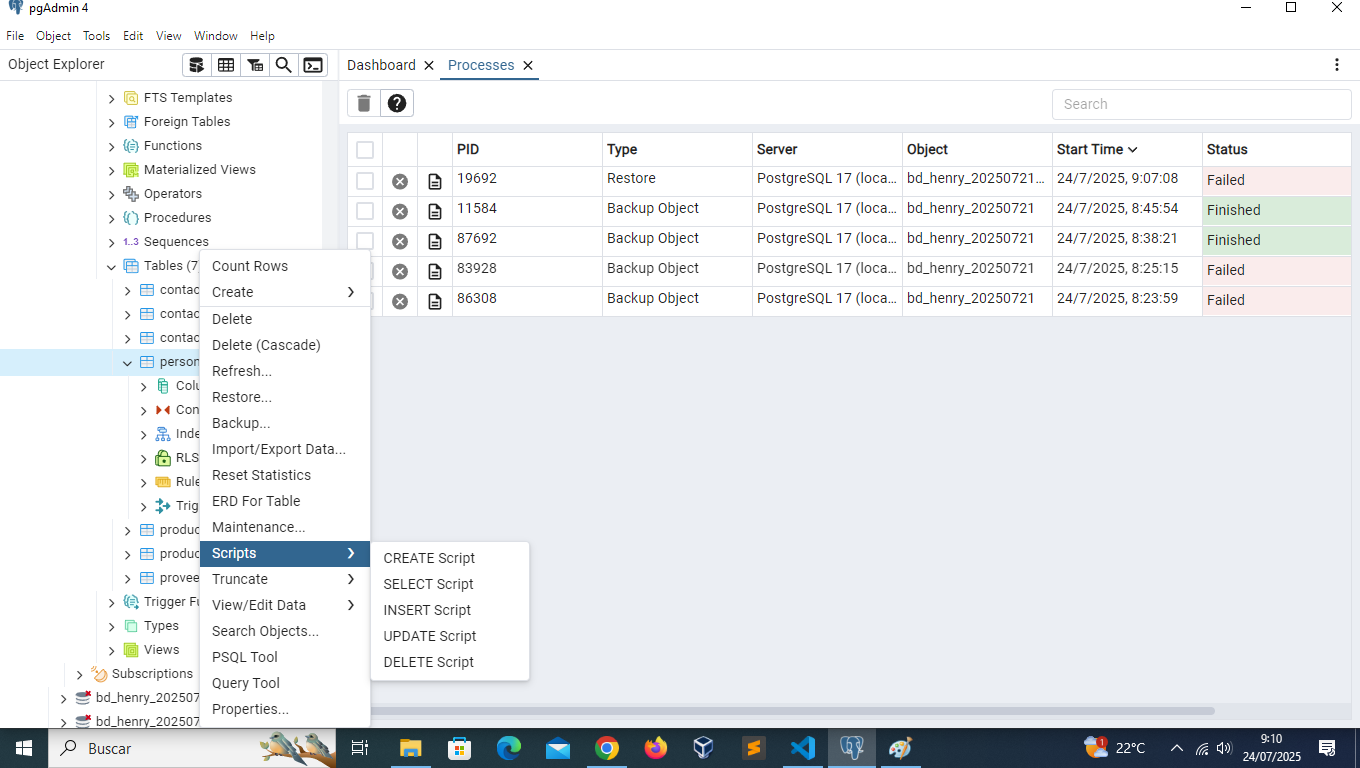 pgAdmin 4
File Object Tools Edit View Window Help
Object Explorer
Dashboard
Processes
Search
FTS Templates
Foreign Tables
Functions
Materialized Views
Operators
Procedures
1..3 Sequences
Tables (7
contac
contac
contac
person
Colu
Con
Inde
RLS
Rule
Trig
produc
produc
provee
Trigger Fu
Types
Views
Subscriptions
bd_henry_202507
bd_henry_202507
Count Rows
Create
Delete
Delete (Cascade)
Refresh...
Restore...
Backup...
Import/Export Data...
Reset Statistics
ERD For Table
Maintenance...
Scripts
Truncate
View/Edit Data
Search Objects...
PSQL Tool
Query Tool
Properties...
CREATE Script
SELECT Script
INSERT Script
UPDATE Script
DELETE Script
PID Type Server Object Start Time Status
19692 Restore PostgreSQL 17 (loca... bd_henry_20250721... 24/7/2025, 9:07:08 Failed
11584 Backup Object PostgreSQL 17 (loca... bd_henry_20250721 24/7/2025, 8:45:54 Finished
87692 Backup Object PostgreSQL 17 (loca... bd_henry_20250721 24/7/2025, 8:38:21 Finished
83928 Backup Object PostgreSQL 17 (loca... bd_henry_20250721 24/7/2025, 8:25:15 Failed
86308 Backup Object PostgreSQL 17 (loca... bd_henry_20250721 24/7/2025, 8:23:59 Failed
Buscar
1
22°C
9:10
24/07/2025